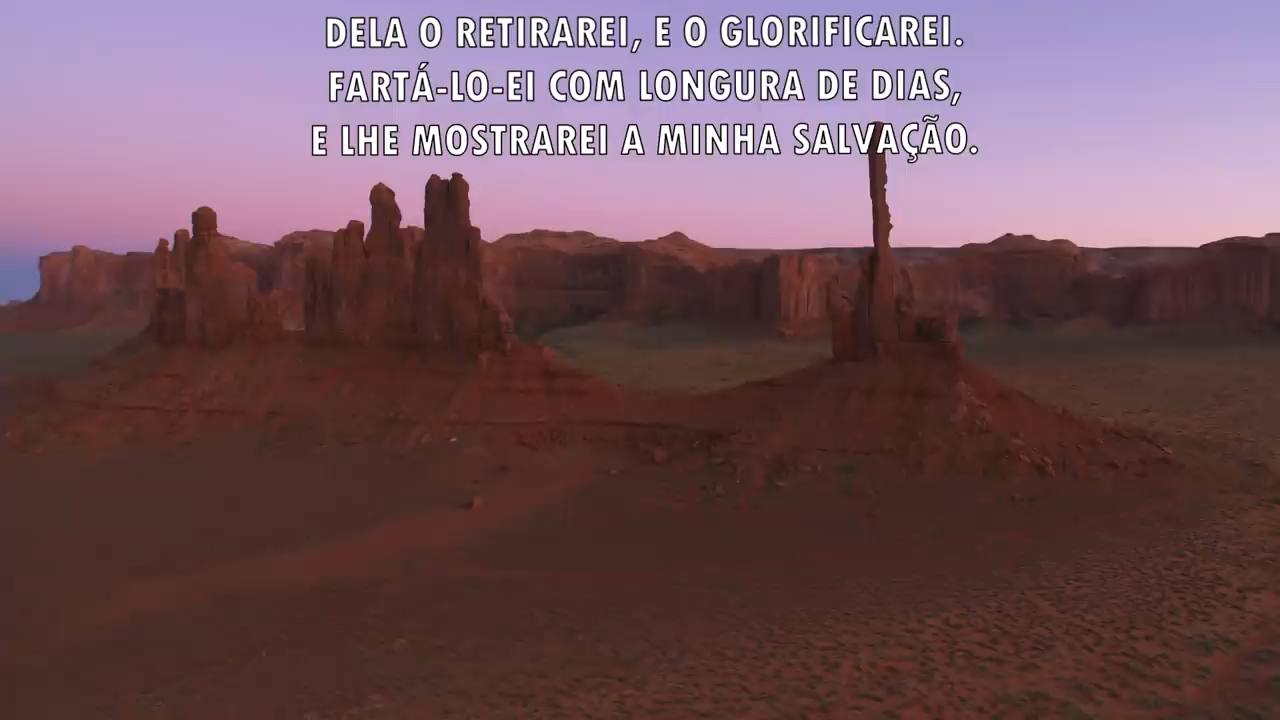 DELA O RETIRAREI, E O GLORIFICAREI.
FARTÁ-LO-EI COM LONGURA DE DIAS,
E LHE MOSTRAREI A MINHA SALVAÇÃO.